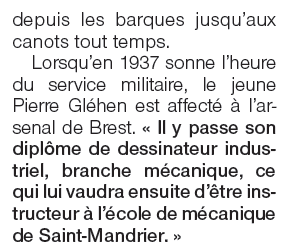 depuis les barques jusqu'aux
canots tout temps.
Lorsqu'en 1937 sonne l'heure
du service militaire, le jeune
Pierre Gléhen est affecté à l'ar-
senal de Brest. « Il y passe son
diplôme de dessinateur indus-
triel, branche mécanique, ce
qui lui vaudra ensuite d'être ins-
tructeur à l'école de mécanique
de Saint-Mandrier. »